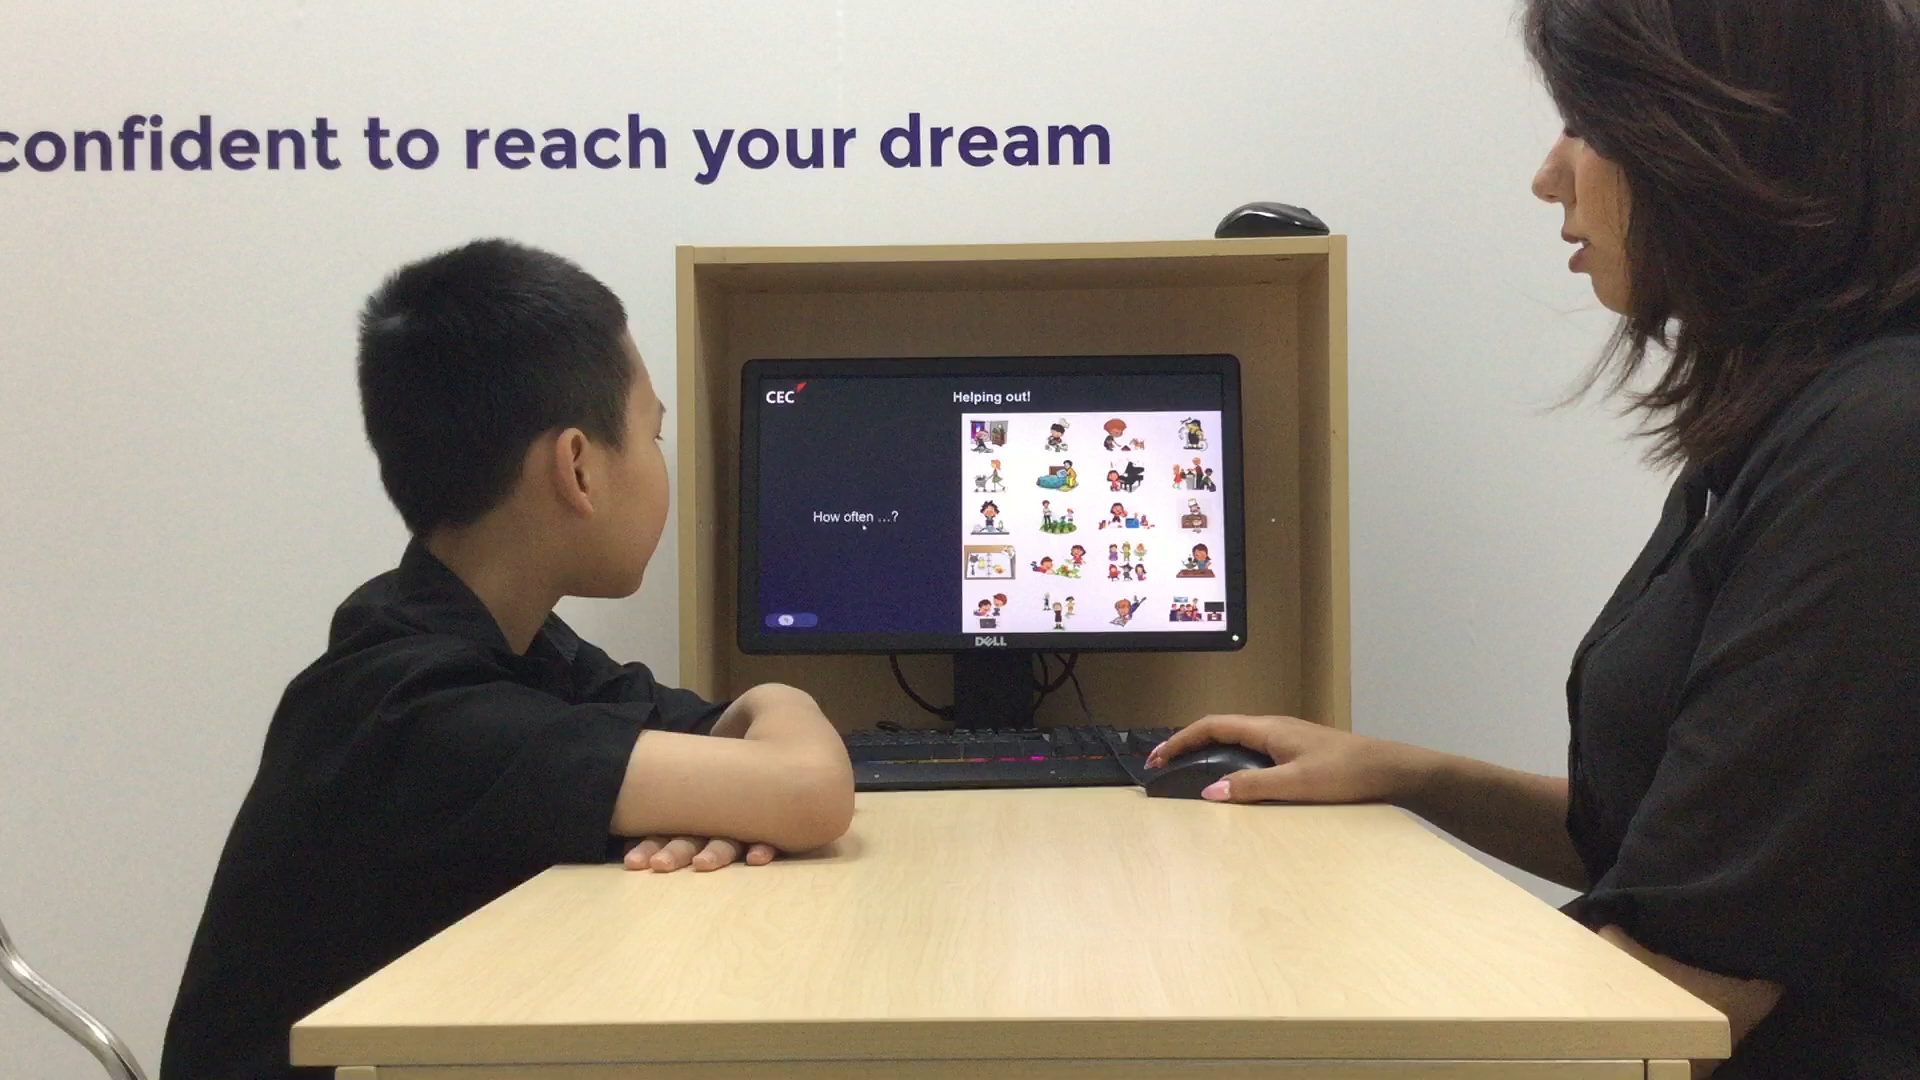 confident to reach your dream
CEC
Helping out!
How often ...?
DELL